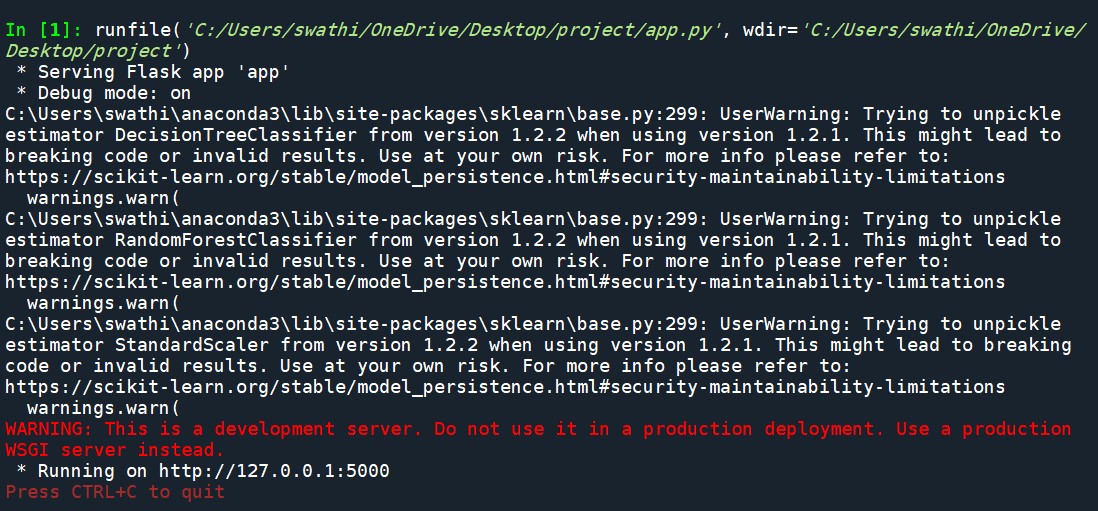 In [1]: runfile('C:/Users/swathi/OneDrive/Desktop/project/app.py', wdir='C:/Users/swathi/OneDrive/
Desktop/project')
 * Serving Flask app 'app'
 * Debug mode: on
C:\Users\swathi\anaconda3\lib\site-packages\sklearn\base.py:299: UserWarning: Trying to unpickle
estimator DecisionTreeClassifier from version 1.2.2 when using version 1.2.1. This might lead to
breaking code or invalid results. Use at your own risk. For more info please refer to:
https://scikit-learn.org/stable/model_persistence.html#security-maintainability-limitations
  warnings.warn(
C:\Users\swathi\anaconda3\lib\site-packages\sklearn\base.py:299: UserWarning: Trying to unpickle
estimator RandomForestClassifier from version 1.2.2 when using version 1.2.1. This might lead to
breaking code or invalid results. Use at your own risk. For more info please refer to:
https://scikit-learn.org/stable/model_persistence.html#security-maintainability-limitations
  warnings.warn(
C:\Users\swathi\anaconda3\lib\site-packages\sklearn\base.py:299: UserWarning: Trying to unpickle
estimator StandardScaler from version 1.2.2 when using version 1.2.1. This might lead to breaking
code or invalid results. Use at your own risk. For more info please refer to:
https://scikit-learn.org/stable/model_persistence.html#security-maintainability-limitations
  warnings.warn(
WARNING: This is a development server. Do not use it in a production deployment. Use a production
WSGI server instead.
 * Running on http://127.0.0.1:5000
Press CTRL+C to quit